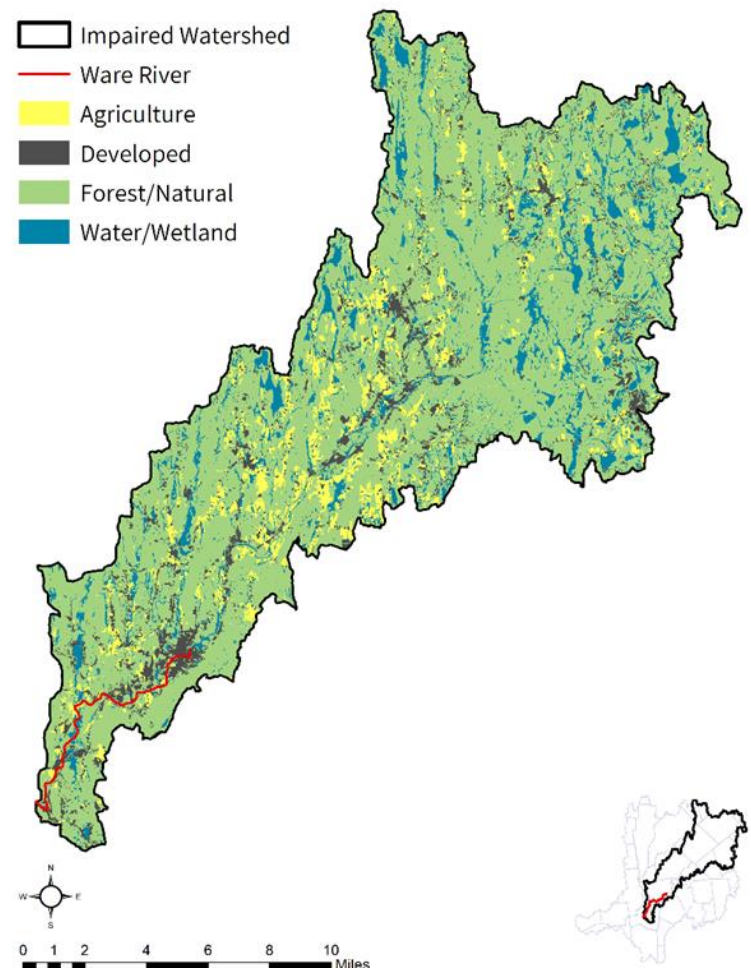 Impaired Watershed
Ware River
Agriculture
Developed
Forest/Natural
Water/Wetland
N
W E
S
0 1 2 4 6 8 10
Miles